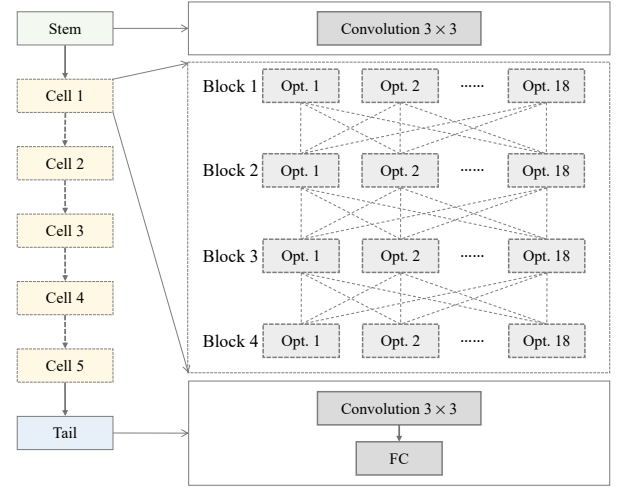 Stem
Convolution 3 × 3
Cell 1
Block 1 Opt. 1 Opt. 2 ...... Opt. 18
Cell 2
Block 2 Opt. 1 Opt. 2 ...... Opt. 18
Cell 3
Block 3 Opt. 1 Opt. 2 ...... Opt. 18
Cell 4
Block 4 Opt. 1 Opt. 2 ...... Opt. 18
Cell 5
Tail
Convolution 3 × 3
FC